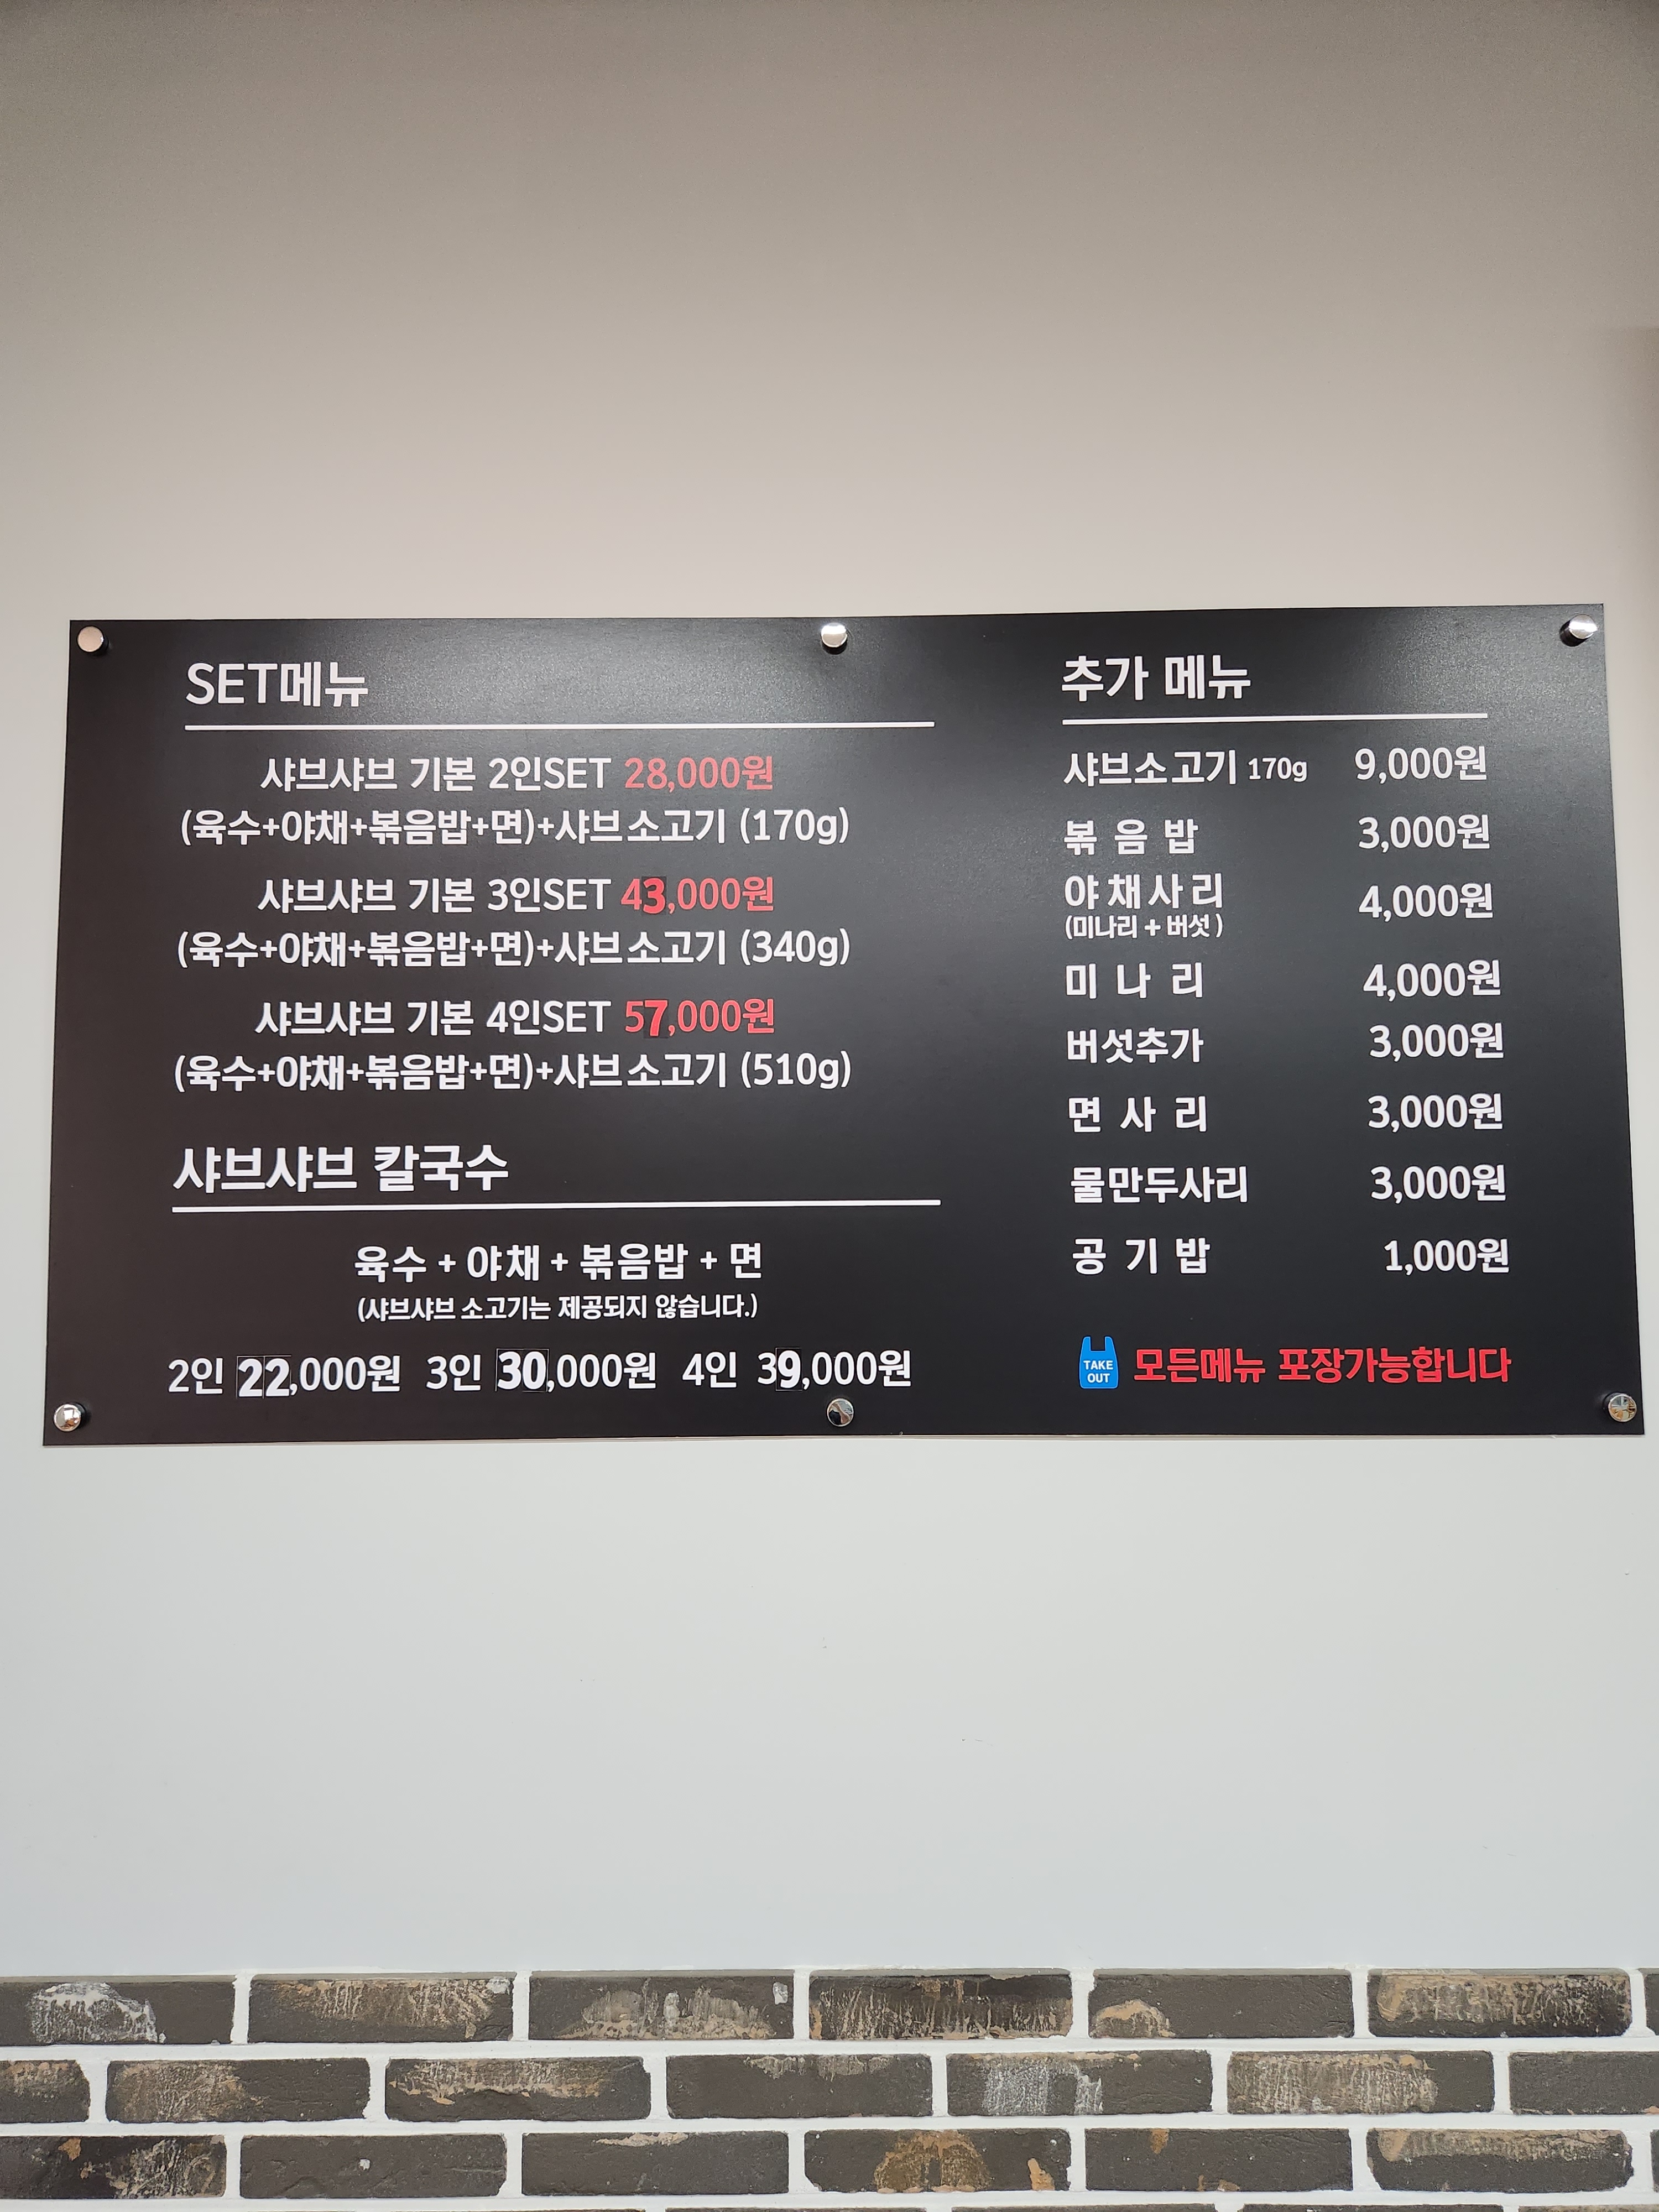 SET메뉴
샤브샤브 기본 2인SET 28,000원
(육수+야채+볶음밥+면)+샤브소고기 (170g)
샤브샤브 기본 3인SET 43,000원
(육수+야채+볶음밥+면)+샤브소고기 (340g)
샤브샤브 기본 4인SET 57,000원
(육수+야채+볶음밥+면)+샤브소고기 (510g)
샤브샤브 칼국수
육수 + 야채 + 볶음밥 + 면
(샤브샤브 소고기는 제공되지 않습니다.)
2인 22,000원 3인 30,000원 4인 39,000원
추가 메뉴
샤브소고기 170g 9,000원
볶음밥 3,000원
야채사리 4,000원
(미나리 + 버섯)
미나리 4,000원
버섯추가 3,000원
면사리 3,000원
물만두사리 3,000원
공기밥 1,000원
TAKE
OUT
모든메뉴 포장가능합니다